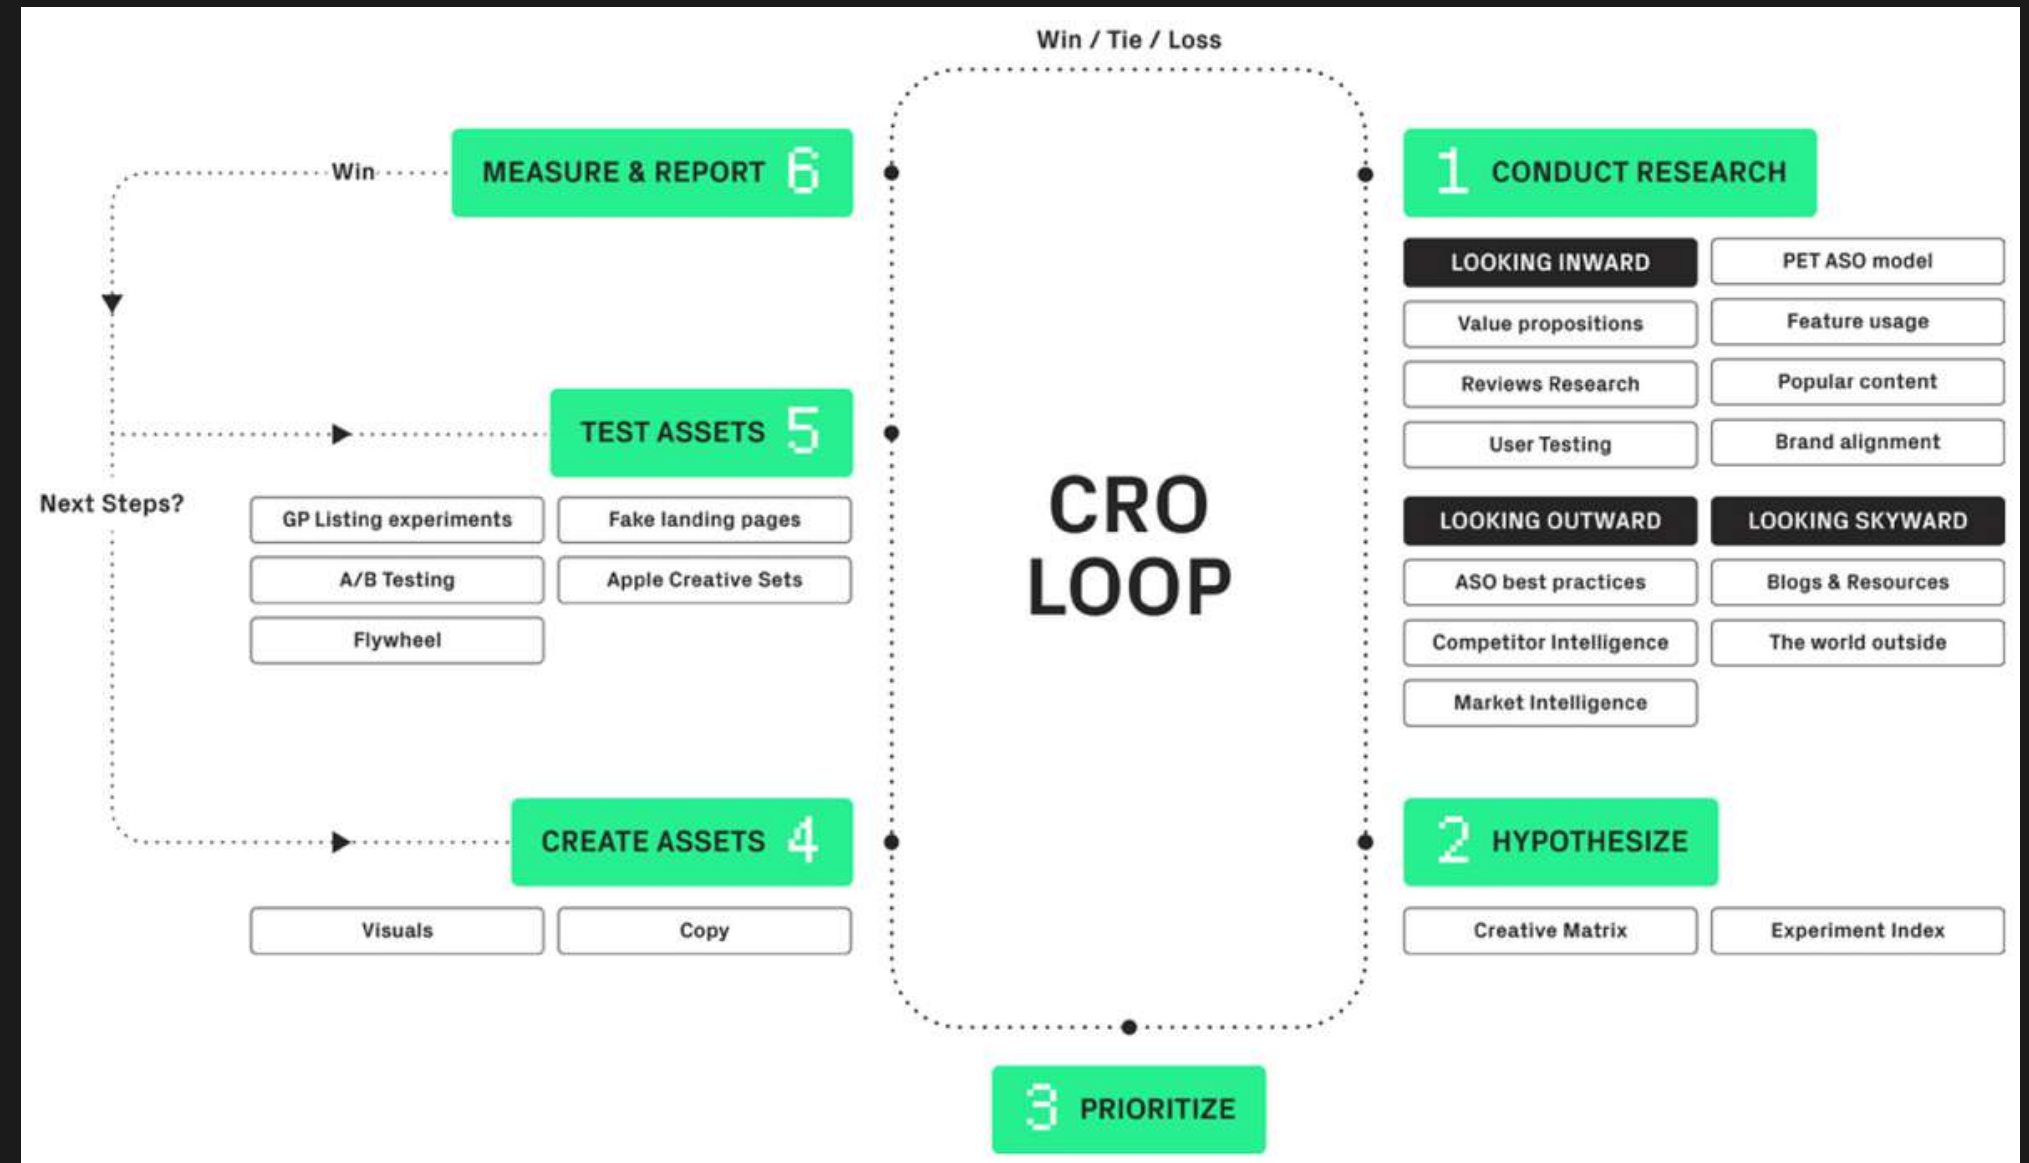 Win / Tie / Loss
Win
MEASURE & REPORT 6
1 CONDUCT RESEARCH
LOOKING INWARD
PET ASO model
Value propositions
Feature usage
Reviews Research
Popular content
User Testing
Brand alignment
LOOKING OUTWARD
LOOKING SKYWARD
ASO best practices
Blogs & Resources
Competitor Intelligence
The world outside
Market Intelligence
TEST ASSETS 5
Next Steps?
GP Listing experiments
Fake landing pages
A/B Testing
Apple Creative Sets
Flywheel
CRO
LOOP
CREATE ASSETS 4
Visuals
Copy
2 HYPOTHESIZE
Creative Matrix
Experiment Index
3 PRIORITIZE